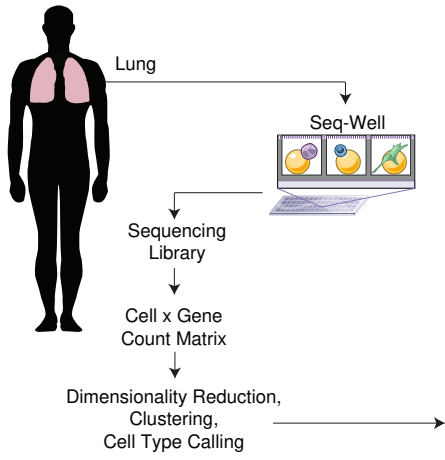 Lung
Seq-Well
Sequencing
Library
Cell x Gene
Count Matrix
Dimensionality Reduction,
Clustering,
Cell Type Calling